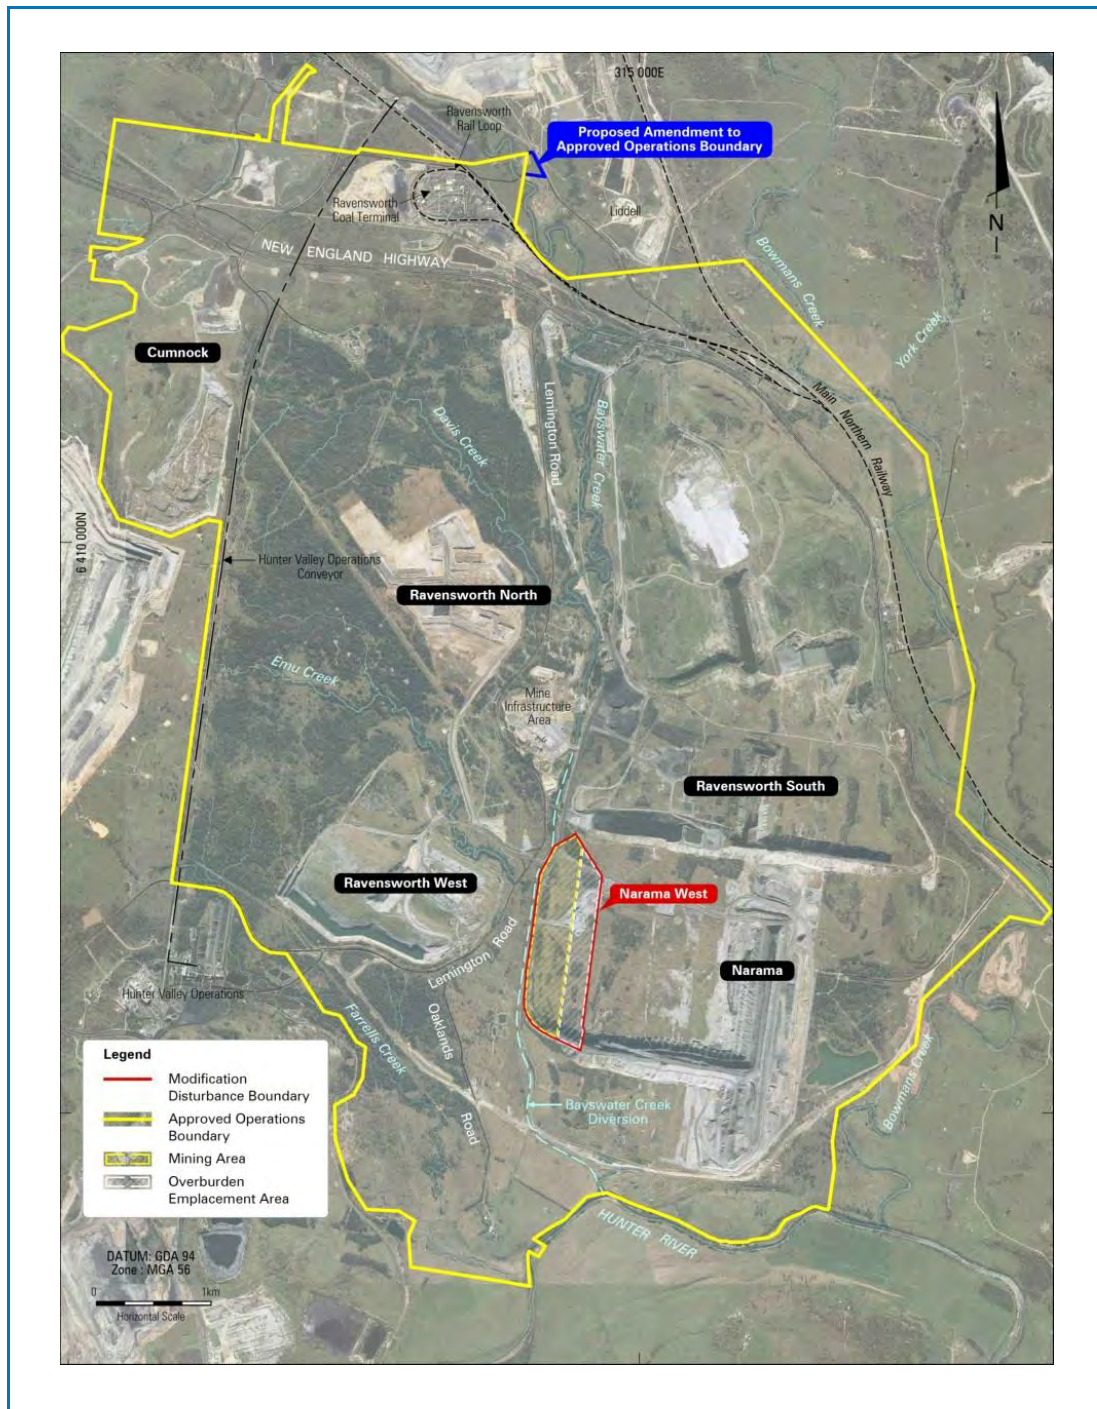 315 000E
Ravensworth
Rail Loop
Proposed Amendment to
Approved Operations Boundary
Ravensworth
Coal Terminal
Liddell
N
NEW ENGLAND HIGHWAY
Bowmans Creek
York Creek
Cumnock
Lemington Road
Bayswater Creek
Davis Creek
Main Northern Railway
6 410 000N
Hunter Valley Operations
Conveyor
Ravensworth North
Emu Creek
Mine
Infrastructure
Area
Ravensworth South
Ravensworth West
Narama West
Lemington Road
Narama
Hunter Valley Operations
Farrells Creek
Oaklands Road
Bowmans Creek
Bayswater Creek
Diversion
HUNTER RIVER
Legend
Modification
Disturbance Boundary
Approved Operations
Boundary
Mining Area
Overburden
Emplacement Area
DATUM: GDA 94
Zone : MGA 56
0 1km
Horizontal Scale